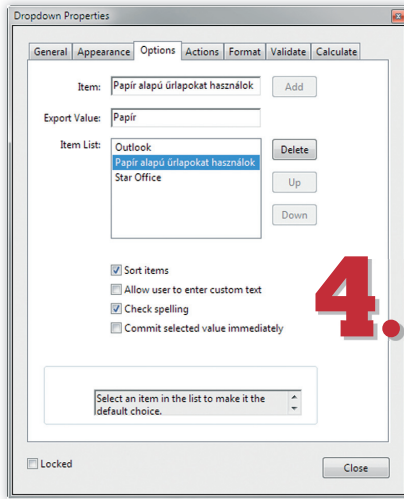 Dropdown Properties
General Appearance Options Actions Format Validate Calculate
Item: Papír alapú űrlapokat használok Add
Export Value: Papír
Item List: Outlook
Papír alapú űrlapokat használok
Star Office
Delete
Up
Down
Sort items
Allow user to enter custom text
Check spelling
Commit selected value immediately
4.
Select an item in the list to make it the
default choice.
Locked
Close